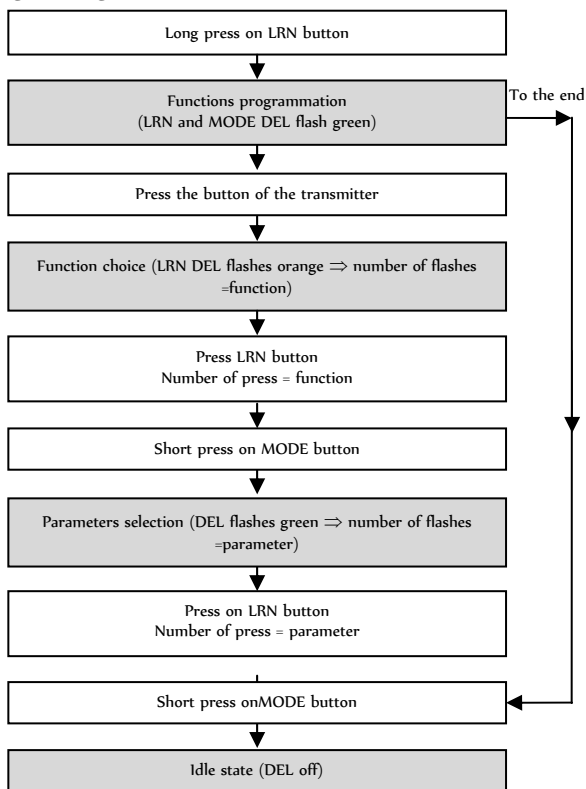 Long press on LRN button
Functions programmation
(LRN and MODE DEL flash green)
To the end
Press the button of the transmitter
Function choice (LRN DEL flashes orange ⇒ number of flashes
=function)
Press LRN button
Number of press = function
Short press on MODE button
Parameters selection (DEL flashes green ⇒ number of flashes
=parameter)
Press on LRN button
Number of press = parameter
Short press onMODE button
Idle state (DEL off)